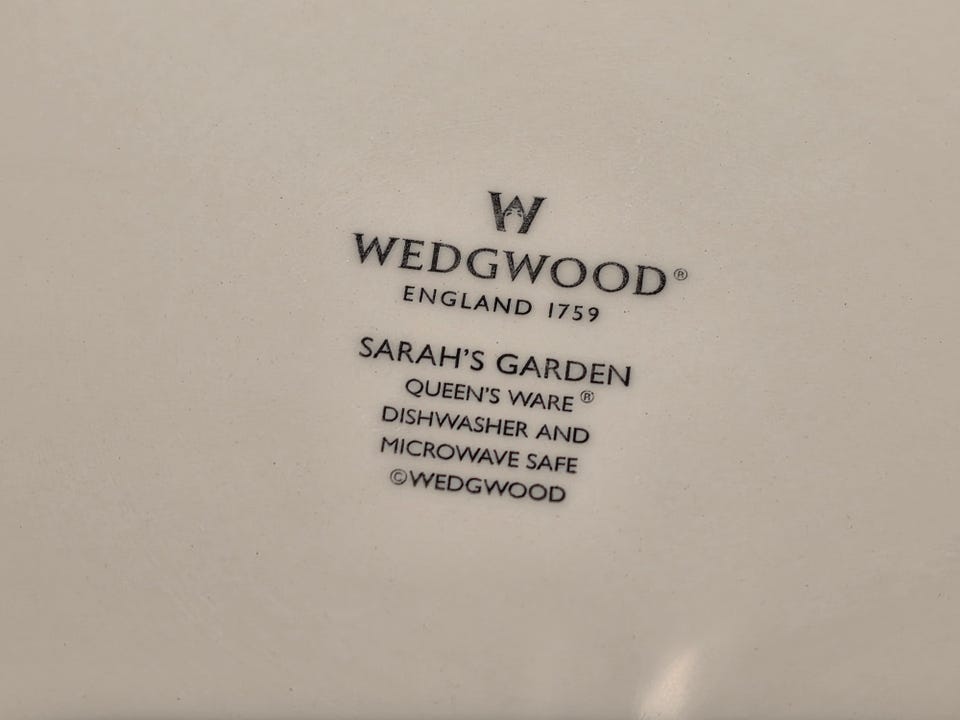 W
WEDGWOOD®
ENGLAND 1759
SARAH'S GARDEN
QUEEN'S WARE®
DISHWASHER AND
MICROWAVE SAFE
©WEDGWOOD